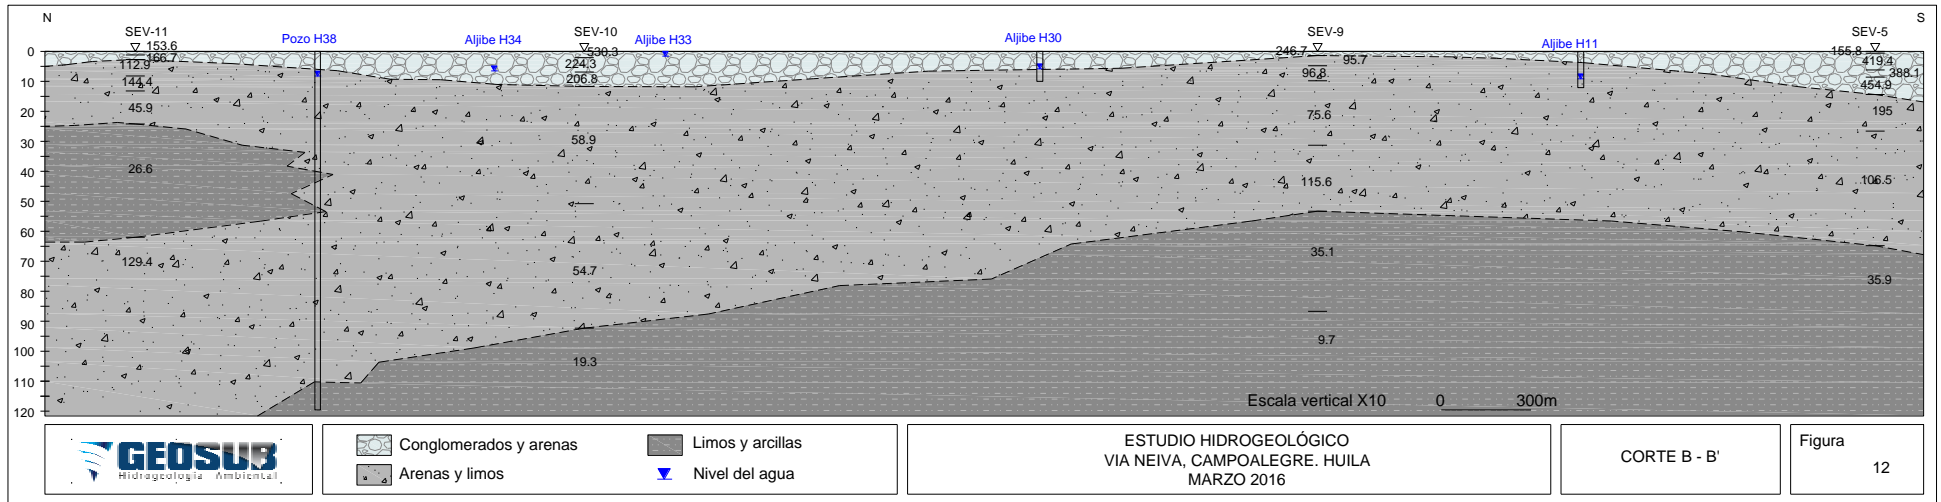 N
S
SEV-11
Pozo H38
Aljibe H34
SEV-10
Aljibe H33
Aljibe H30
SEV-9
Aljibe H11
SEV-5
153.6
166.7
112.9
144.4
45.9
26.6
129.4
530.3
224.3
206.8
58.9
54.7
19.3
246.7
95.7
96.8
75.6
115.6
35.1
9.7
155.8
419.4
388.1
454.9
195
106.5
35.9
0
10
20
30
40
50
60
70
80
90
100
110
120
Escala vertical X10
0 300m
GEOSUB
Hidrogeología Ambiental
Conglomerados y arenas
Arenas y limos
Limos y arcillas
Nivel del agua
ESTUDIO HIDROGEOLÓGICO
VIA NEIVA, CAMPOALEGRE. HUILA
MARZO 2016
CORTE B - B'
Figura
12